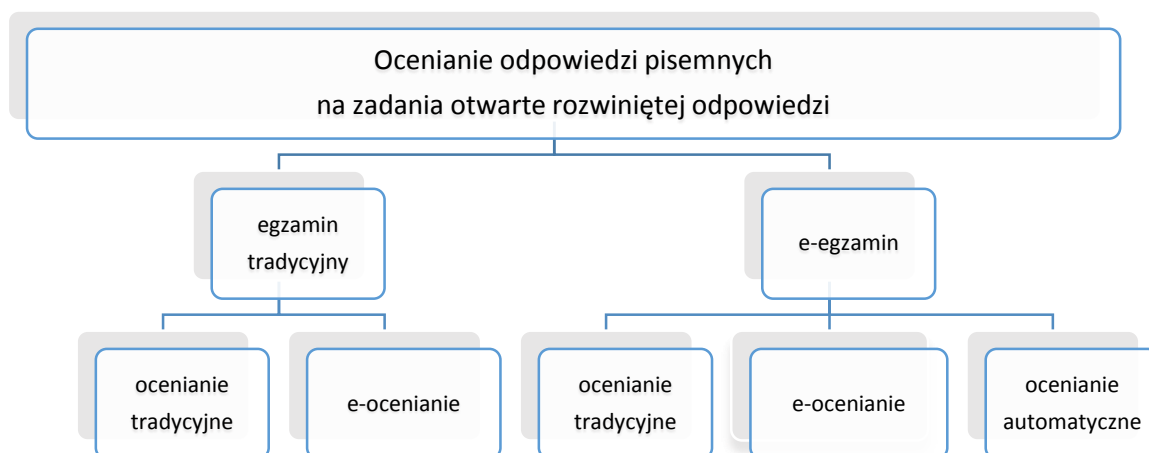 Ocenianie odpowiedzi pisemnych
na zadania otwarte rozwiniętej odpowiedzi
egzamin
tradycyjny
e-egzamin
ocenianie
tradycyjne
e-ocenianie
ocenianie
tradycyjne
e-ocenianie
ocenianie
automatyczne